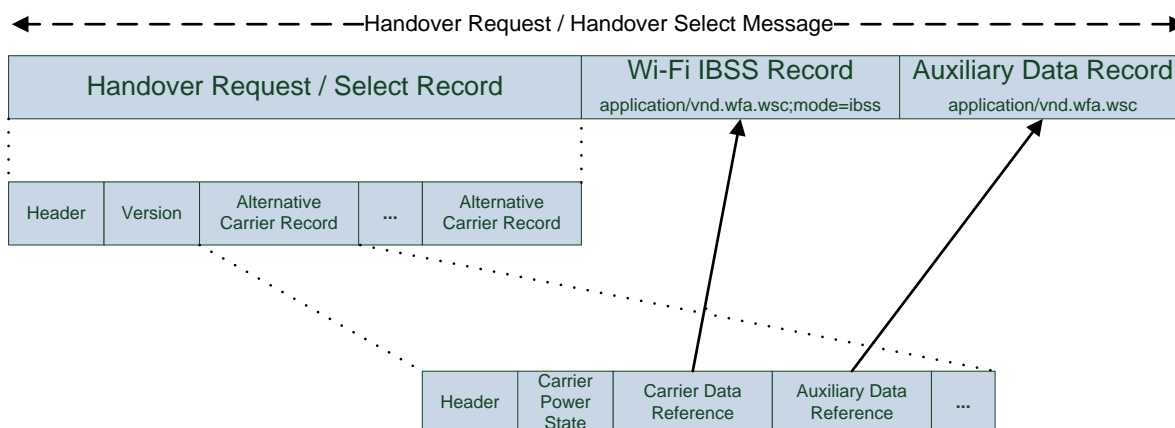 Handover Request / Handover Select Message
Handover Request / Select Record
Wi-Fi IBSS Record
application/vnd.wfa.wsc;mode=ibss
Auxiliary Data Record
application/vnd.wfa.wsc
Header
Version
Alternative
Carrier Record
...
Alternative
Carrier Record
Header
Carrier
Power
State
Carrier Data
Reference
Auxiliary Data
Reference
...